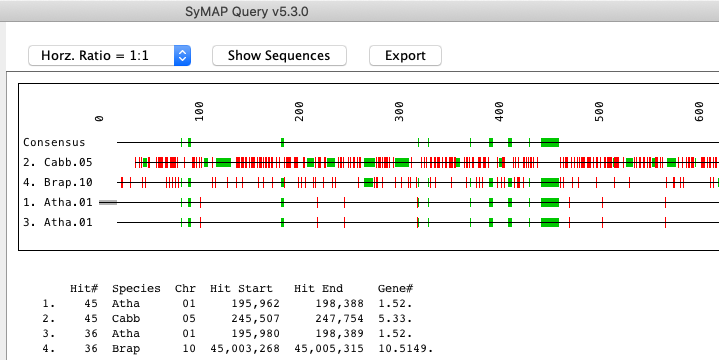 SyMAP Query v5.3.0
Horz. Ratio = 1:1 Show Sequences Export
0 100 200 300 400 500 600
Consensus
2. Cabb.05
4. Brap.10
1. Atha.01
3. Atha.01
Hit# Species Chr Hit Start Hit End Gene#
1. 45 Atha 01 195,962 198,388 1.52.
2. 45 Cabb 05 245,507 247,754 5.33.
3. 36 Atha 01 195,980 198,389 1.52.
4. 36 Brap 10 45,003,268 45,005,315 10.5149.